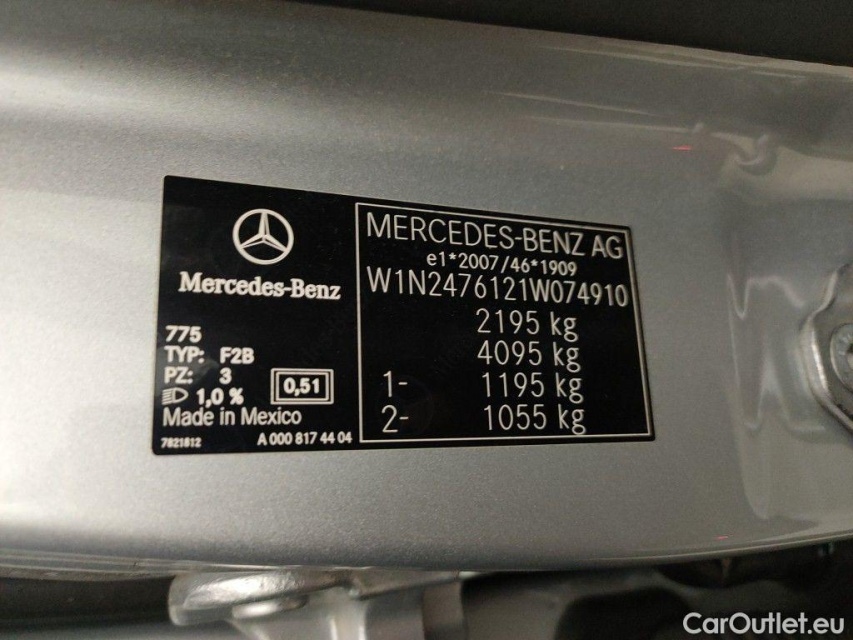 Mercedes-Benz
775
TYP: F2B
PZ: 3
1,0 %
0,51
Made in Mexico
7821612
A 000 817 44 04
MERCEDES-BENZ AG
e1*2007/46*1909
W1N2476121W074910
2195 kg
4095 kg
1- 1195 kg
2- 1055 kg
CarOutlet.eu